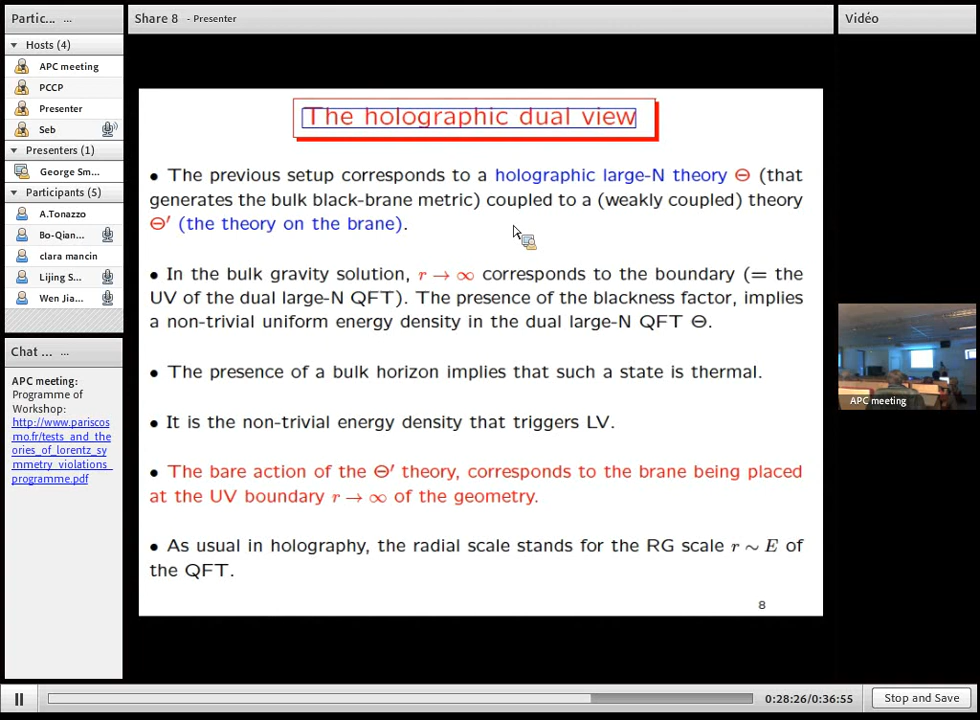 Partic... ...
Hosts (4)
APC meeting
PCCP
Presenter
Seb
Presenters (1)
George Sm...
Participants (5)
A.Tonazzo
Bo-Qian...
clara mancin
Lijing S...
Wen Jia...
Chat ... ...
APC meeting:
Programme of
Workshop:
http://www.pariscos
mo.fr/tests_and_the
ories_of_lorentz_sy
mmetry_violations_
programme.pdf
Share 8 - Presenter
The holographic dual view
• The previous setup corresponds to a holographic large-N theory Θ (that
generates the bulk black-brane metric) coupled to a (weakly coupled) theory
Θ′ (the theory on the brane).
• In the bulk gravity solution, r → ∞ corresponds to the boundary (= the
UV of the dual large-N QFT). The presence of the blackness factor, implies
a non-trivial uniform energy density in the dual large-N QFT Θ.
• The presence of a bulk horizon implies that such a state is thermal.
• It is the non-trivial energy density that triggers LV.
• The bare action of the Θ′ theory, corresponds to the brane being placed
at the UV boundary r → ∞ of the geometry.
• As usual in holography, the radial scale stands for the RG scale r ∼ E of
the QFT.
8
Vidéo
APC meeting
0:28:26/0:36:55
Stop and Save